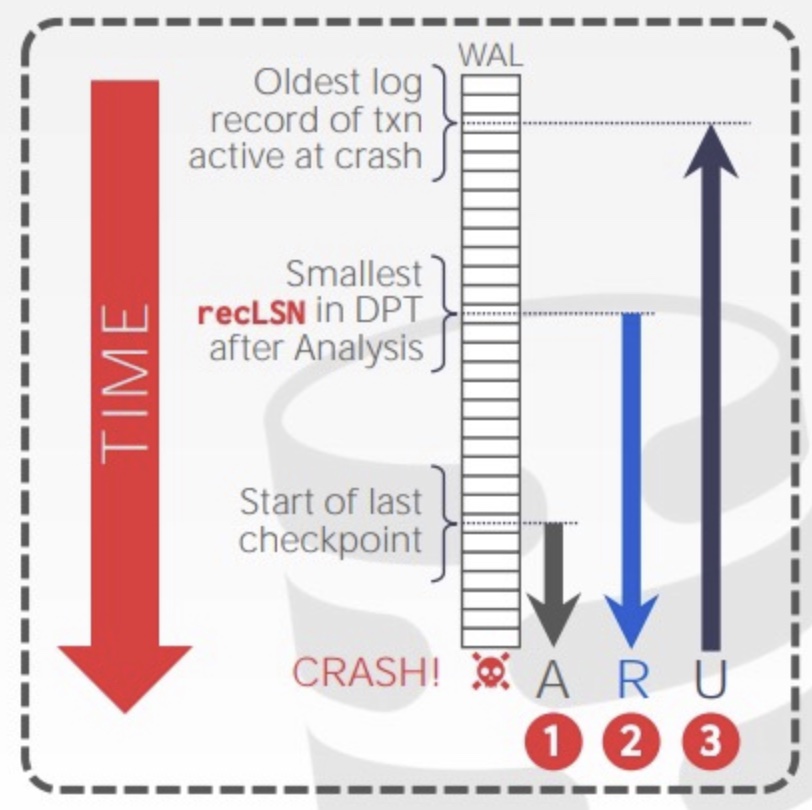 WAL
Oldest log
record of txn
active at crash
Smallest
recLSN in DPT
after Analysis
TIME
Start of last
checkpoint
CRASH!
A R U
1 2 3